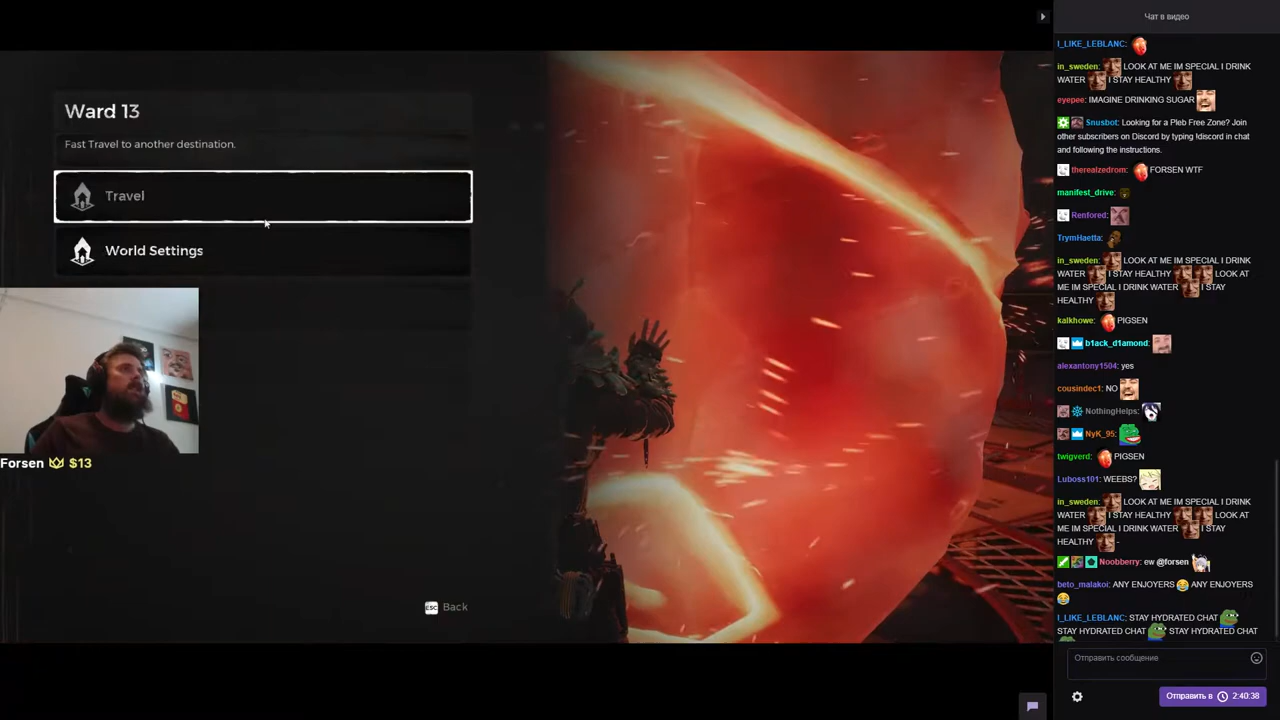 Ward 13
Fast Travel to another destination.
Travel
World Settings
Forsen $13
ESC Back
Чат в видео
I_LIKE_LEBLANC:
in_sweden: LOOK AT ME IM SPECIAL I DRINK
WATER I STAY HEALTHY
eyepee: IMAGINE DRINKING SUGAR
Snusbot: Looking for a Pleb Free Zone? Join
other subscribers on Discord by typing !discord in chat
and following the instructions.
therealzedrom: FORSEN WTF
manifest_drive:
Renfored:
TrymHaetta:
in_sweden: LOOK AT ME IM SPECIAL I DRINK
WATER I STAY HEALTHY LOOK AT
ME IM SPECIAL I DRINK WATER I STAY
HEALTHY
kalkhowe: PIGSEN
b1ack_d1amond:
alexantony1504: yes
cousindec1: NO
NothingHelps:
NyK_95:
twigverd: PIGSEN
Luboss101: WEEBS?
in_sweden: LOOK AT ME IM SPECIAL I DRINK
WATER I STAY HEALTHY LOOK AT
ME IM SPECIAL I DRINK WATER I STAY
HEALTHY -
Noobberry: ew @forsen
beto_malakoi: ANY ENJOYERS 😂 ANY ENJOYERS
😂
I_LIKE_LEBLANC: STAY HYDRATED CHAT
STAY HYDRATED CHAT STAY HYDRATED CHAT
Отправить сообщение
Отправить в 2:40:38